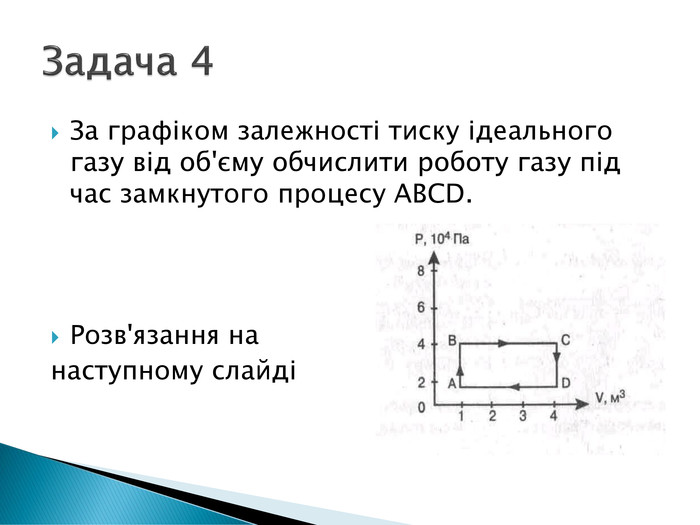 Задача 4
За графіком залежності тиску ідеального
газу від об'єму обчислити роботу газу під
час замкнутого процесу ABCD.
P, 10⁴ Па
8
6
Розв'язання на
наступному слайді
4 B C
2 A D
0
V, м³
1 2 3 4